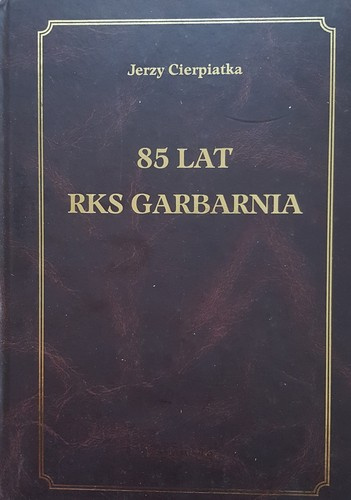 Jerzy Cierpiatka
85 LAT
RKS GARBARNIA